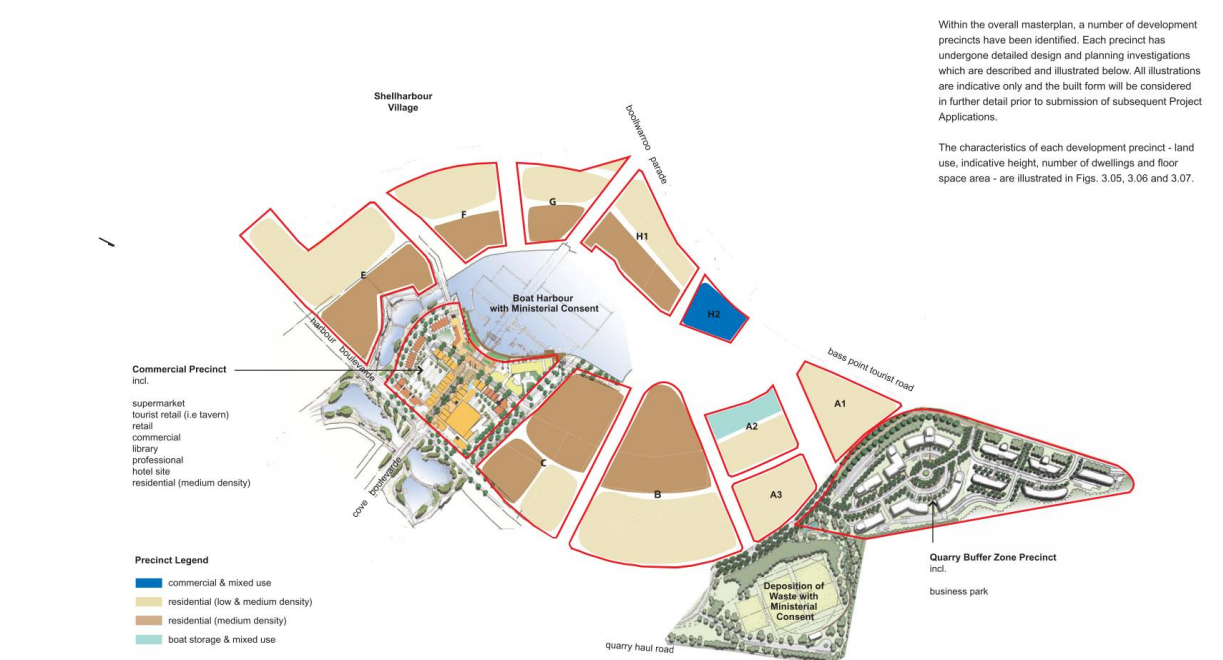 Within the overall masterplan, a number of development
precincts have been identified. Each precinct has
undergone detailed design and planning investigations
which are described and illustrated below. All illustrations
are indicative only and the built form will be considered
in further detail prior to submission of subsequent Project
Applications.
The characteristics of each development precinct - land
use, indicative height, number of dwellings and floor
space area - are illustrated in Figs. 3.05, 3.06 and 3.07.
Shellharbour
Village
boollwarroo parade
F
G
H1
E
Boat Harbour
with Ministerial Consent
H2
harbour boulevarde
bass point tourist road
Commercial Precinct
incl.
supermarket
tourist retail (i.e tavern)
retail
commercial
library
professional
hotel site
residential (medium density)
A1
A2
C
B
A3
cove boulevarde
Quarry Buffer Zone Precinct
incl.
business park
Precinct Legend
commercial & mixed use
residential (low & medium density)
residential (medium density)
boat storage & mixed use
Deposition of
Waste with
Ministerial
Consent
quarry haul road